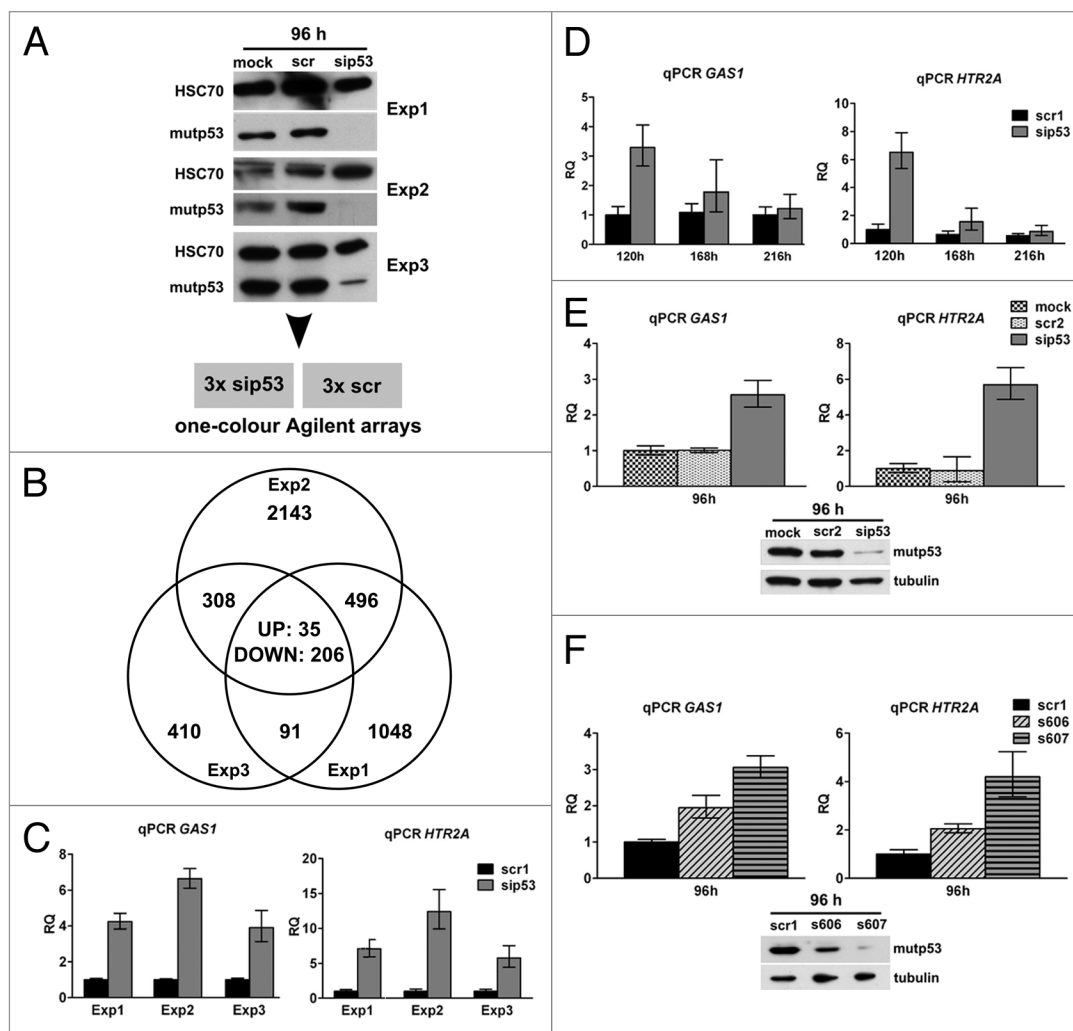 A
96 h
mock scr sip53
HSC70
Exp1
mutp53
HSC70
Exp2
mutp53
HSC70
Exp3
mutp53
3x sip53 3x scr
one-colour Agilent arrays
B
Exp2
2143
308 496
UP: 35
DOWN: 206
410 91 1048
Exp3 Exp1
C
qPCR GAS1
RQ
8
6
4
2
0
Exp1 Exp2 Exp3
qPCR HTR2A
RQ
20
15
10
5
0
Exp1 Exp2 Exp3
scr1
sip53
D
qPCR GAS1
RQ
5
4
3
2
1
0
120h 168h 216h
qPCR HTR2A
RQ
10
8
6
4
2
0
120h 168h 216h
scr1
sip53
E
qPCR GAS1
RQ
4
3
2
1
0
96h
qPCR HTR2A
RQ
8
6
4
2
0
96h
mock
scr2
sip53
96 h
mock scr2 sip53
mutp53
tubulin
F
qPCR GAS1
RQ
4
3
2
1
0
96h
qPCR HTR2A
RQ
6
4
2
0
96h
scr1
s606
s607
96 h
scr1 s606 s607
mutp53
tubulin